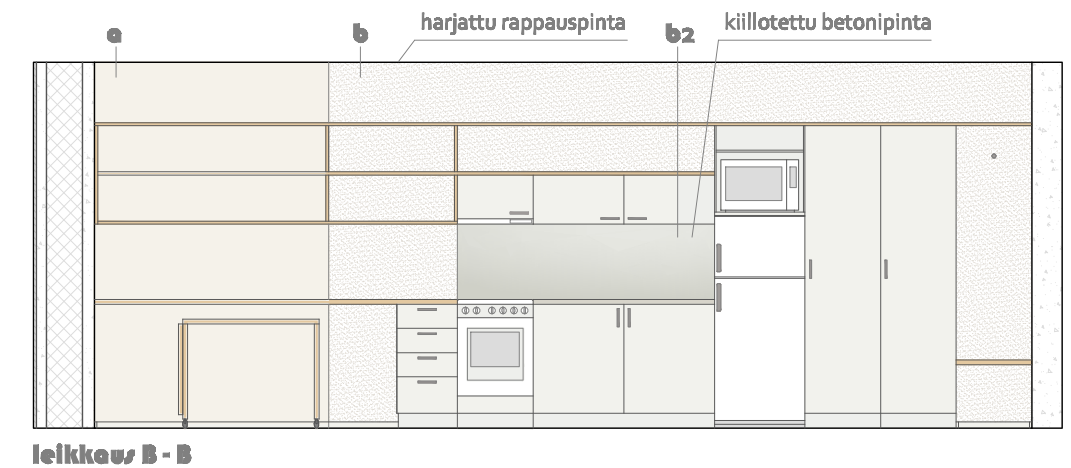 a
b
harjattu rappauspinta
b2
kiillotettu betonipinta
leikkaus B - B